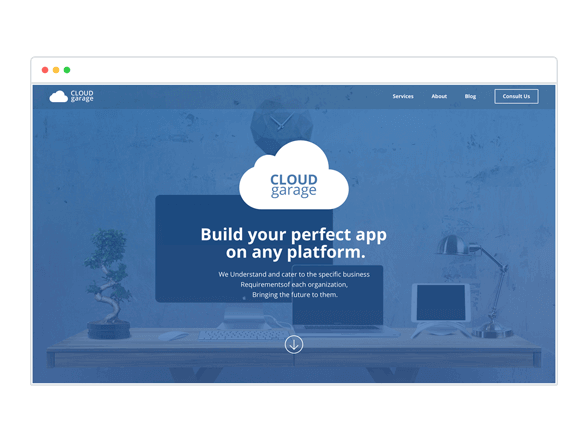 CLOUD
garage
Services About Blog Consult Us
CLOUD
garage
Build your perfect app
on any platform.
We Understand and cater to the specific business
Requirementsof each organization,
Bringing the future to them.